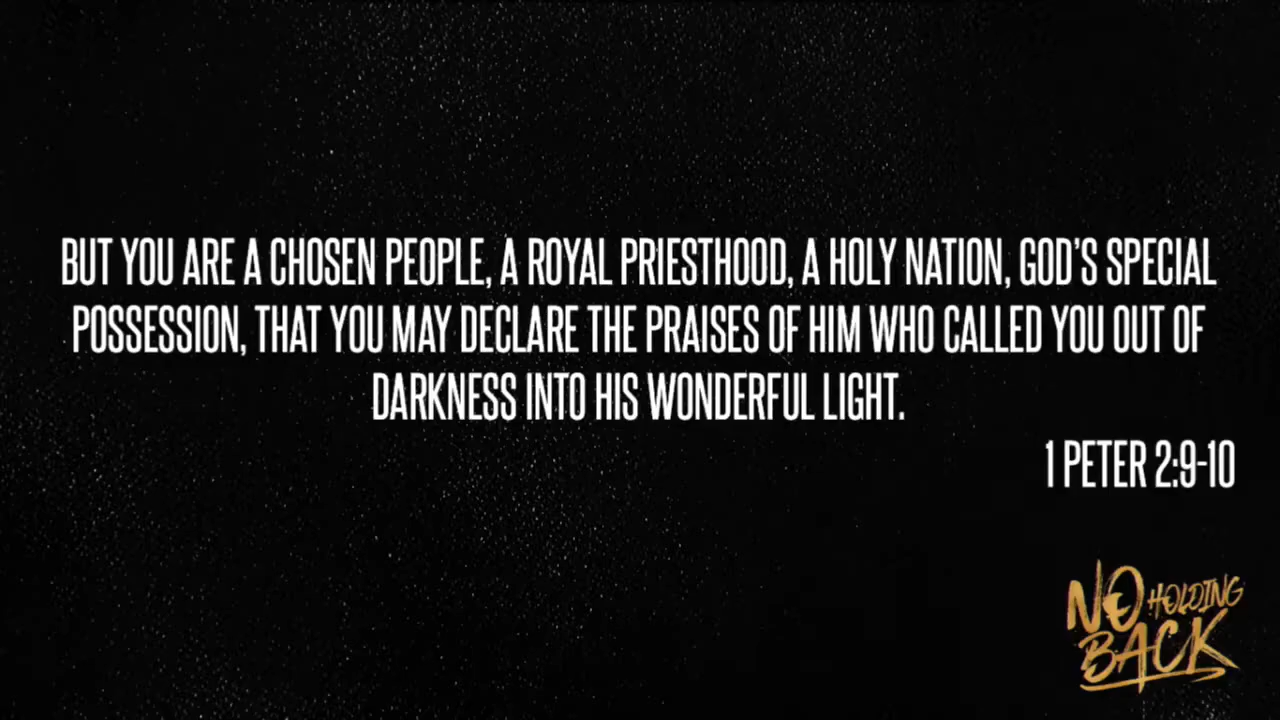 BUT YOU ARE A CHOSEN PEOPLE, A ROYAL PRIESTHOOD, A HOLY NATION, GOD'S SPECIAL
POSSESSION, THAT YOU MAY DECLARE THE PRAISES OF HIM WHO CALLED YOU OUT OF
DARKNESS INTO HIS WONDERFUL LIGHT.
1 PETER 2:9-10
NO HOLDING
BACK